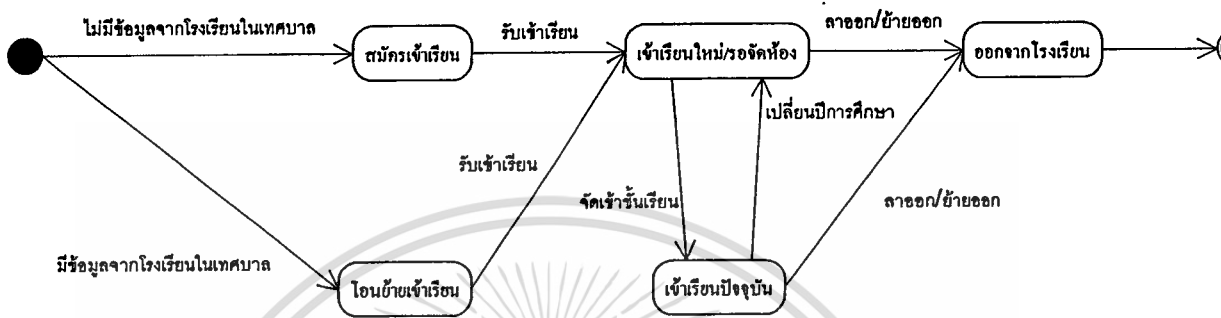 ไม่มีข้อมูลจากโรงเรียนในเทศบาล
รับเข้าเรียน
ลาออก/ย้ายออก
สมัครเข้าเรียน
เข้าเรียนใหม่/รอจัดห้อง
ออกจากโรงเรียน
เปลี่ยนปีการศึกษา
รับเข้าเรียน
จัดเข้าชั้นเรียน
ลาออก/ย้ายออก
มีข้อมูลจากโรงเรียนในเทศบาล
โอนย้ายเข้าเรียน
เข้าเรียนปัจจุบัน